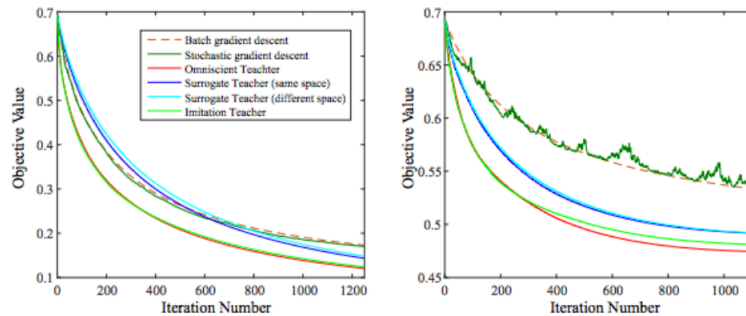 0.7
0.6
0.5
0.4
0.3
0.2
0.1
Objective Value
0 200 400 600 800 1000 1200
Iteration Number
Batch gradient descent
Stochastic gradient descent
Omniscient Teachter
Surrogate Teacher (same space)
Surrogate Teacher (different space)
Imitation Teacher
0.7
0.65
0.6
0.55
0.5
0.45
Objective Value
0 200 400 600 800 1000
Iteration Number